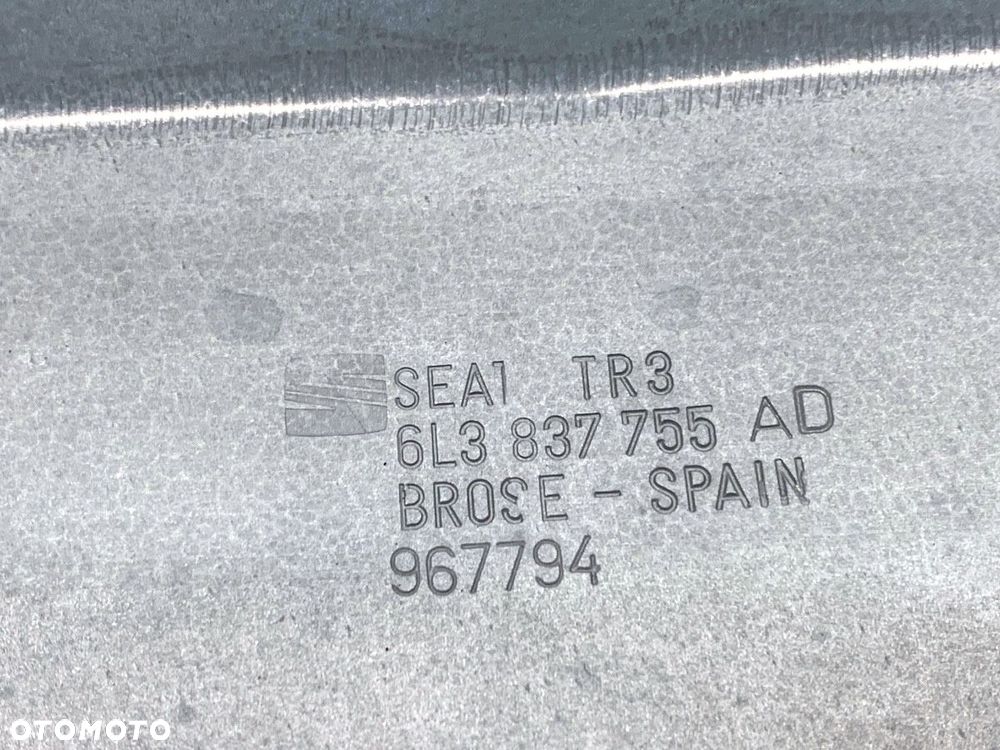 SEAT TR3
6L3 837 755 AD
BROSE - SPAIN
967794
OTOMOTO